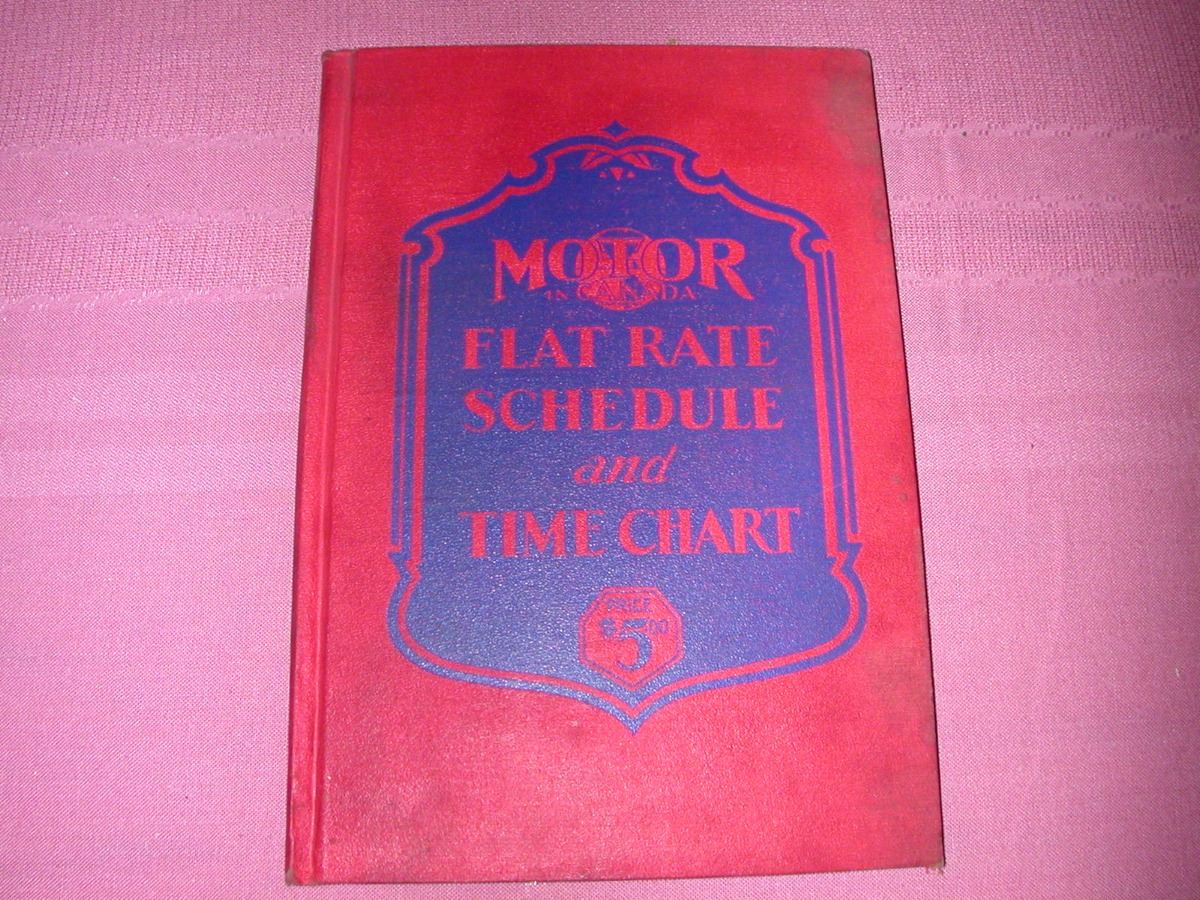 MOTOR
IN CANADA
FLAT RATE
SCHEDULE
and
TIME CHART
PRICE
$5.00